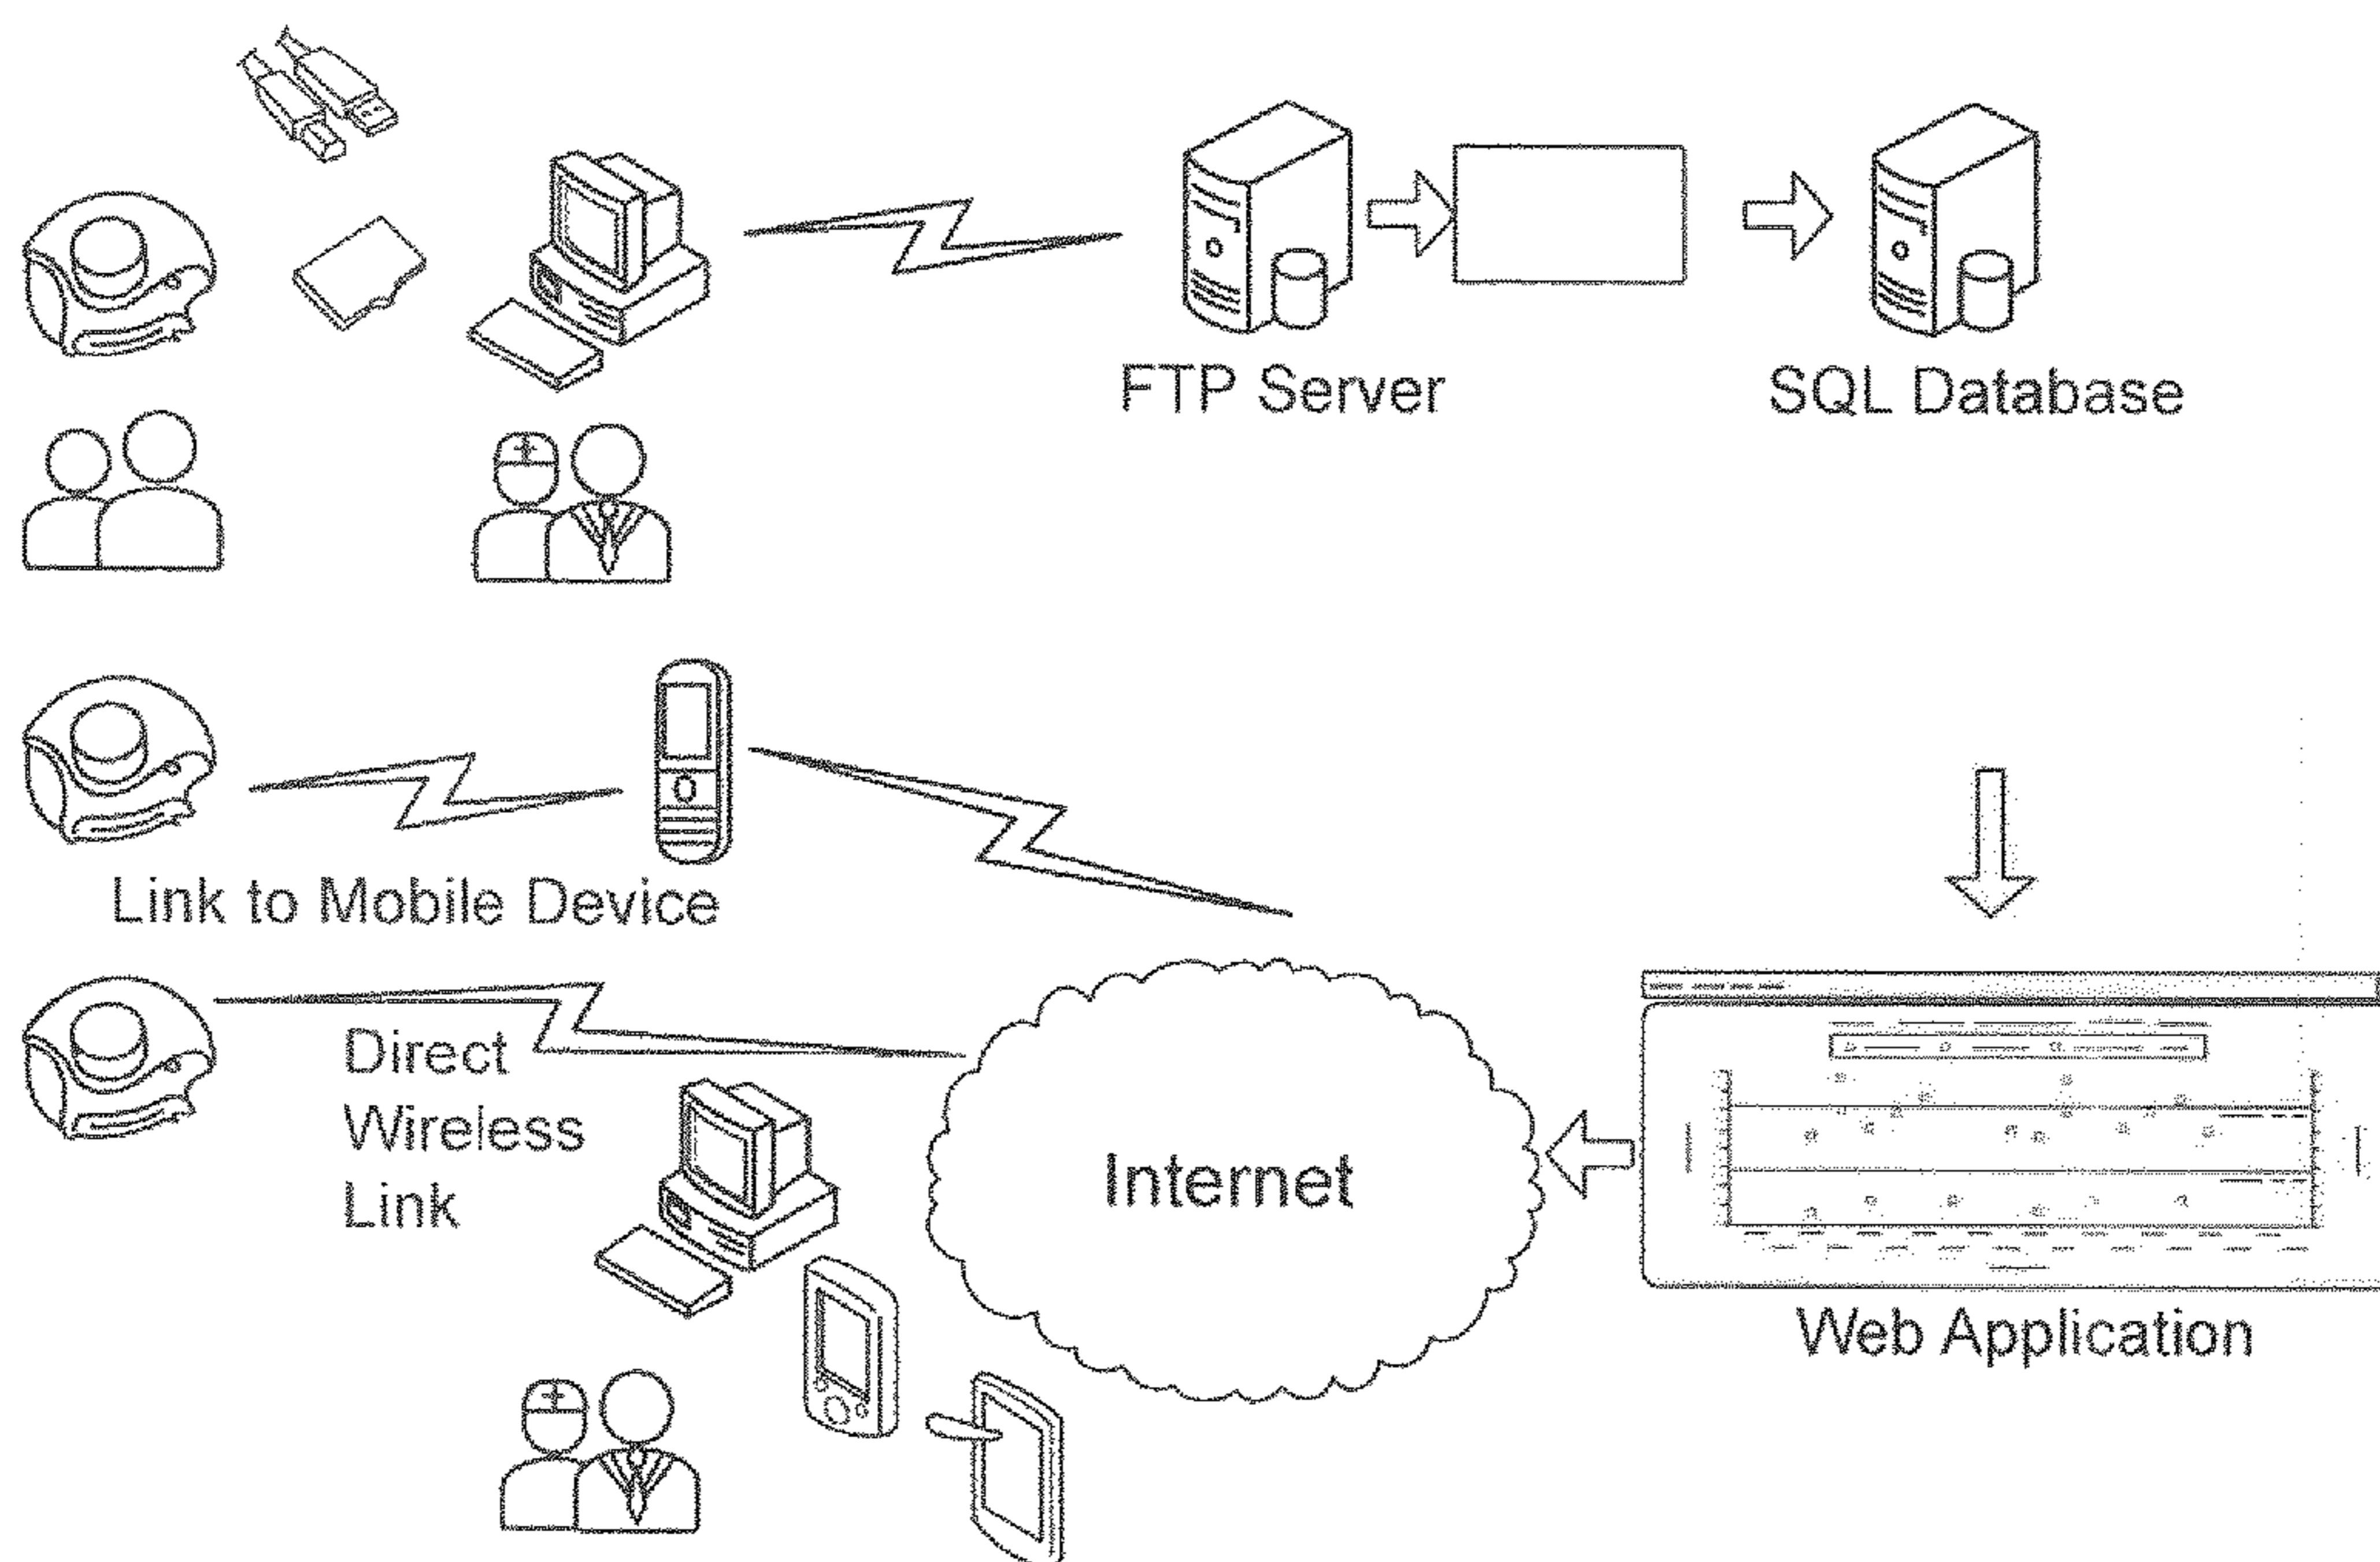 FTP Server
SQL Database
Link to Mobile Device
Direct
Wireless
Link
Internet
Web Application